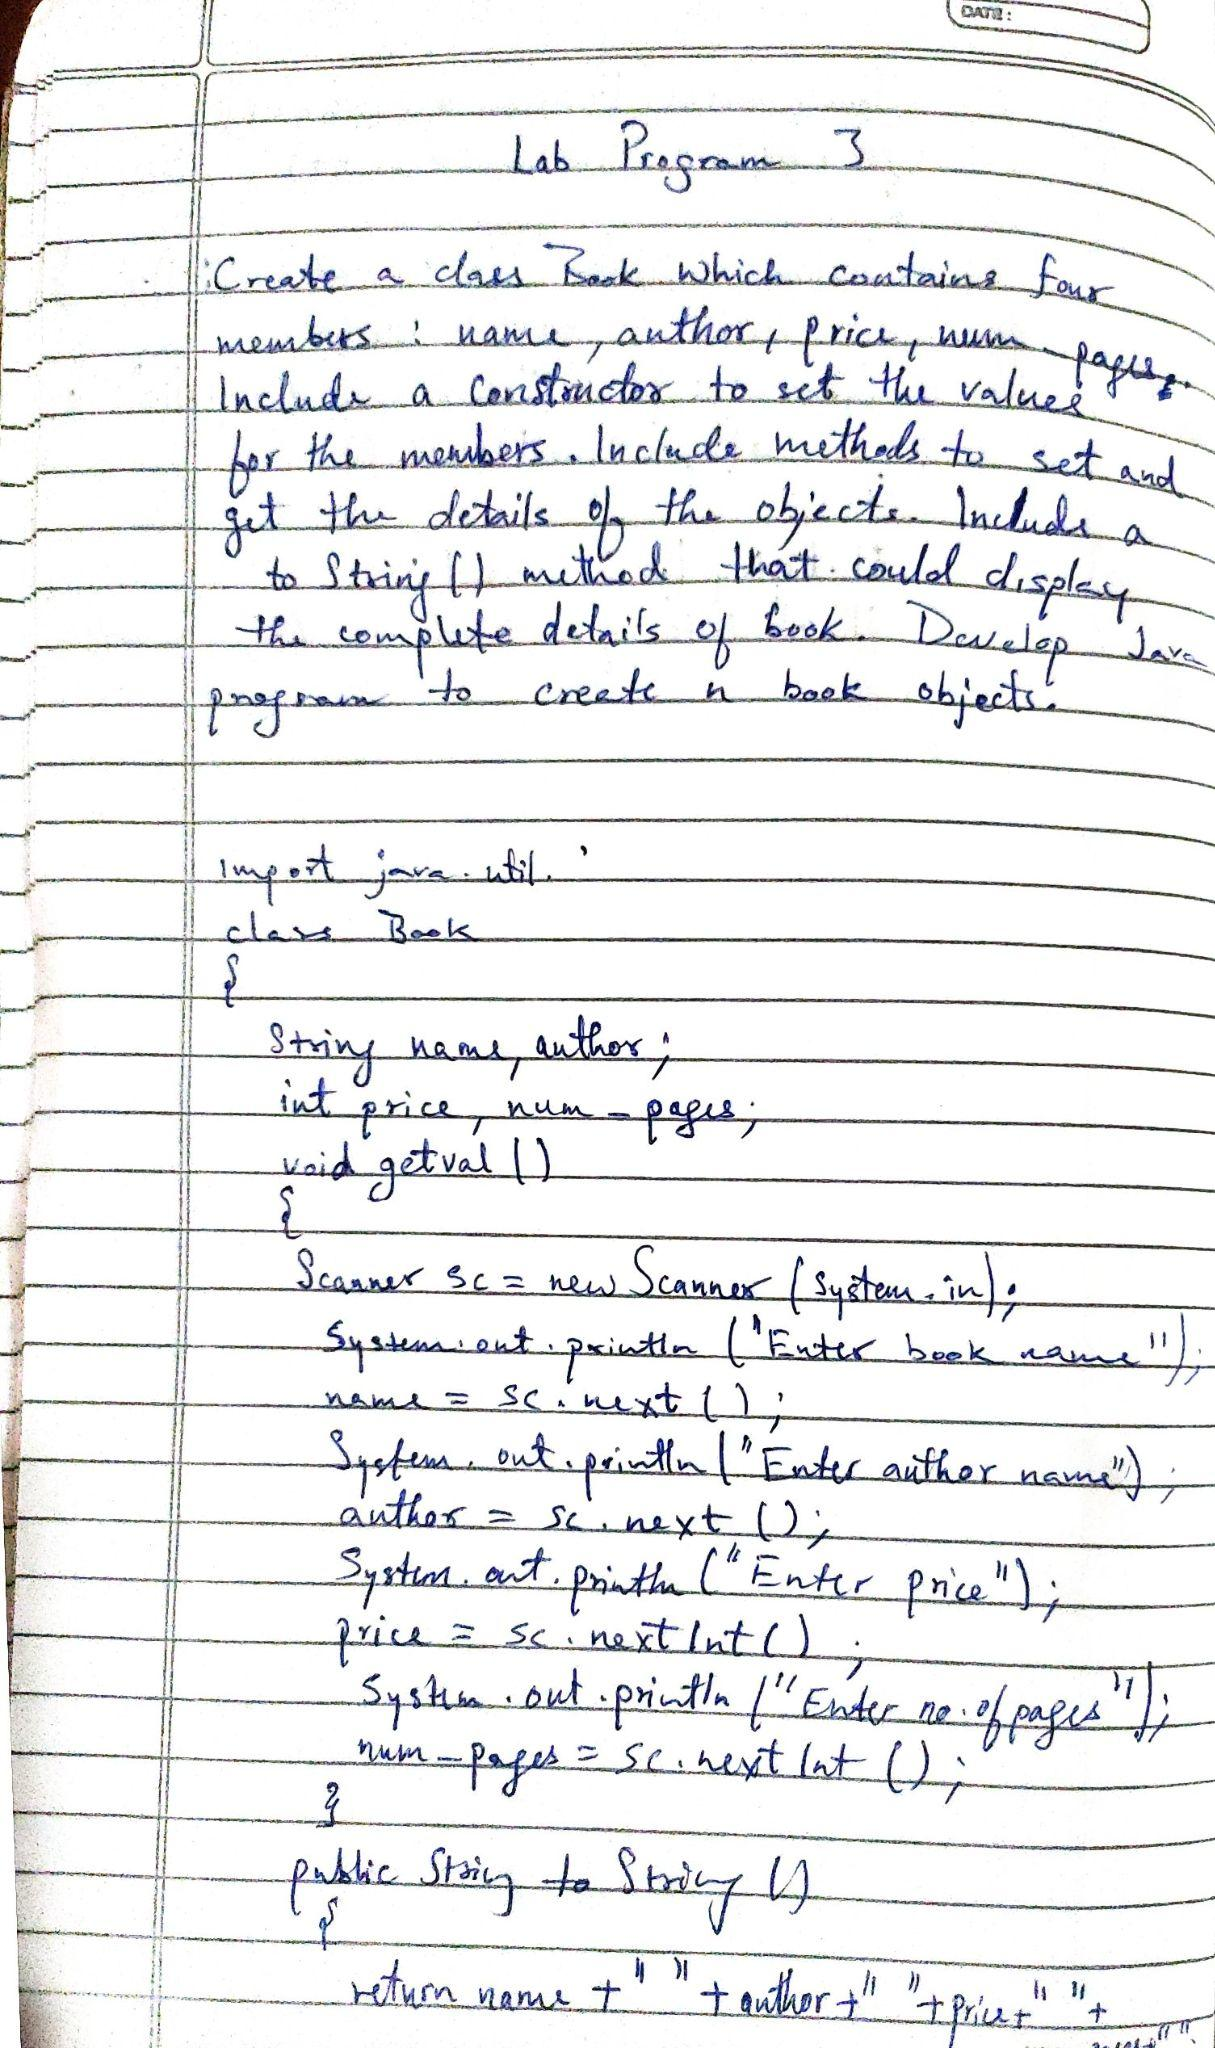 DATE:
Lab Program 3
Create a class Book which contains four
members : name, author, price, num_pages.
Include a Constructor to set the values
for the members. Include methods to set and
get the details of the objects. Include a
to String () method that could display
the complete details of book. Develop Java
program to create n book objects.
import java.util.
class Book
{
String name, author;
int price, num_pages;
void getval ()
{
Scanner sc = new Scanner (System.in);
System.out.println ("Enter book name");
name = sc.next ();
System.out.println ("Enter author name");
author = sc.next ();
System.out.println ("Enter price");
price = sc.nextInt ();
System.out.println ("Enter no.of pages");
num_pages = sc.nextInt ();
}
public String to String ()
{
return name + " " + author + " " + price + " " +